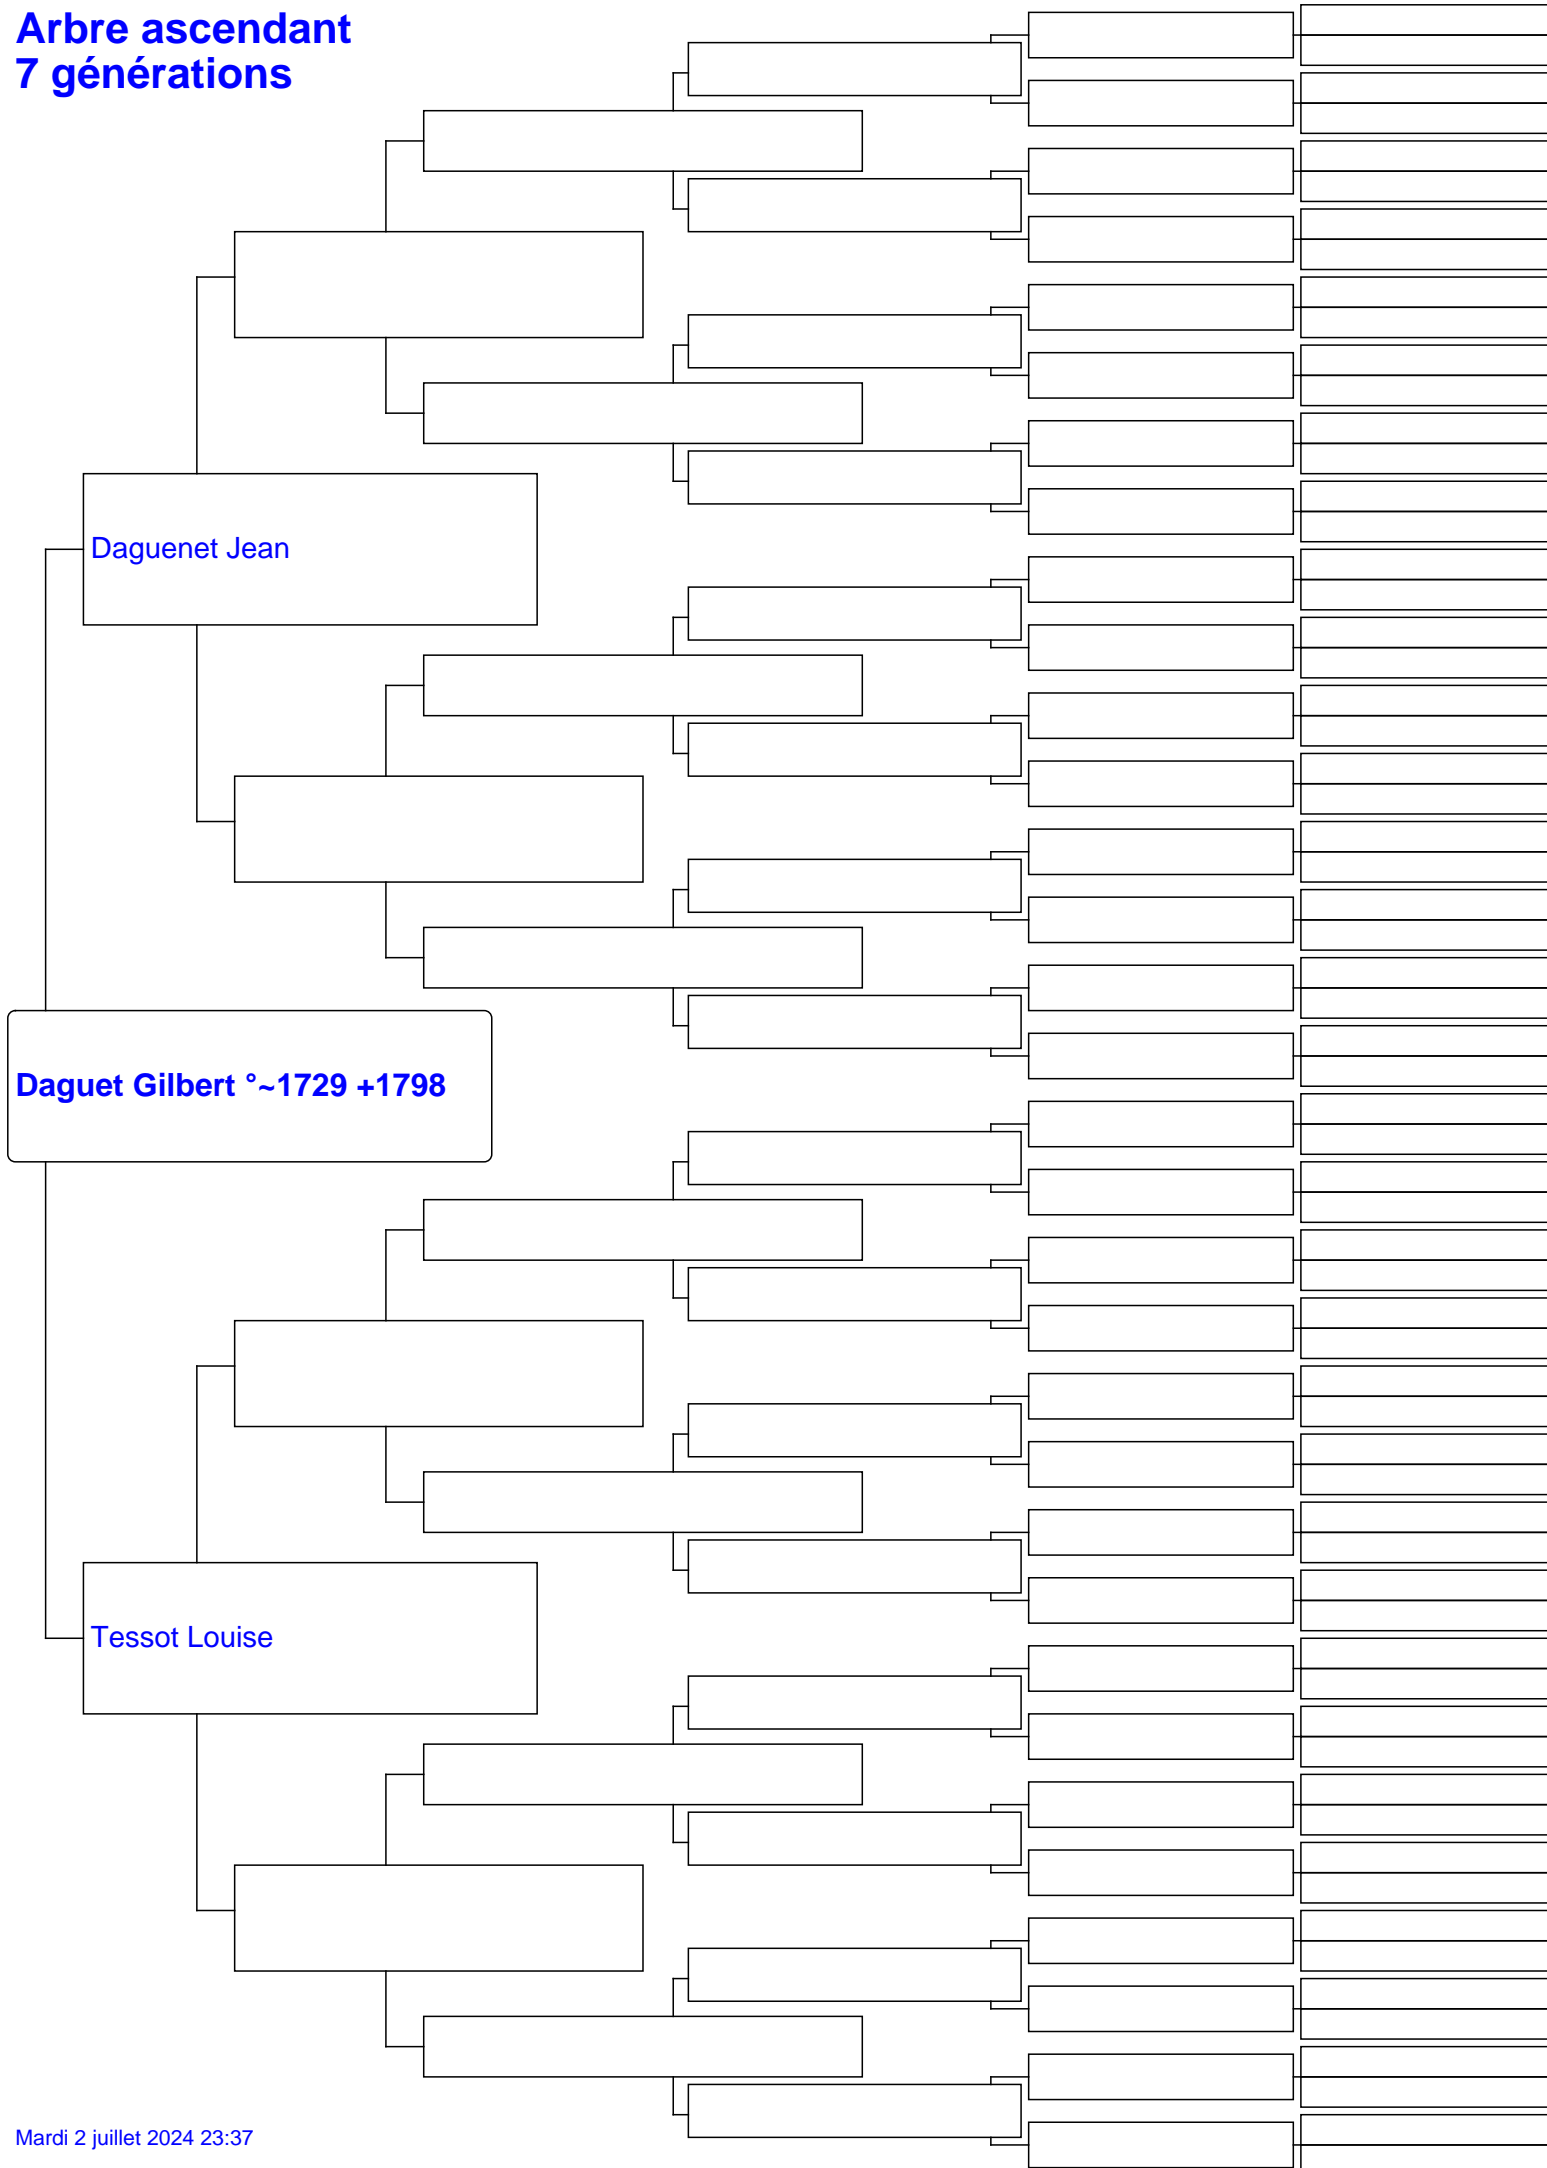 Arbre ascendant
7 générations
Daguenet Jean
Daguet Gilbert °~1729 +1798
Tessot Louise
Mardi 2 juillet 2024 23:37